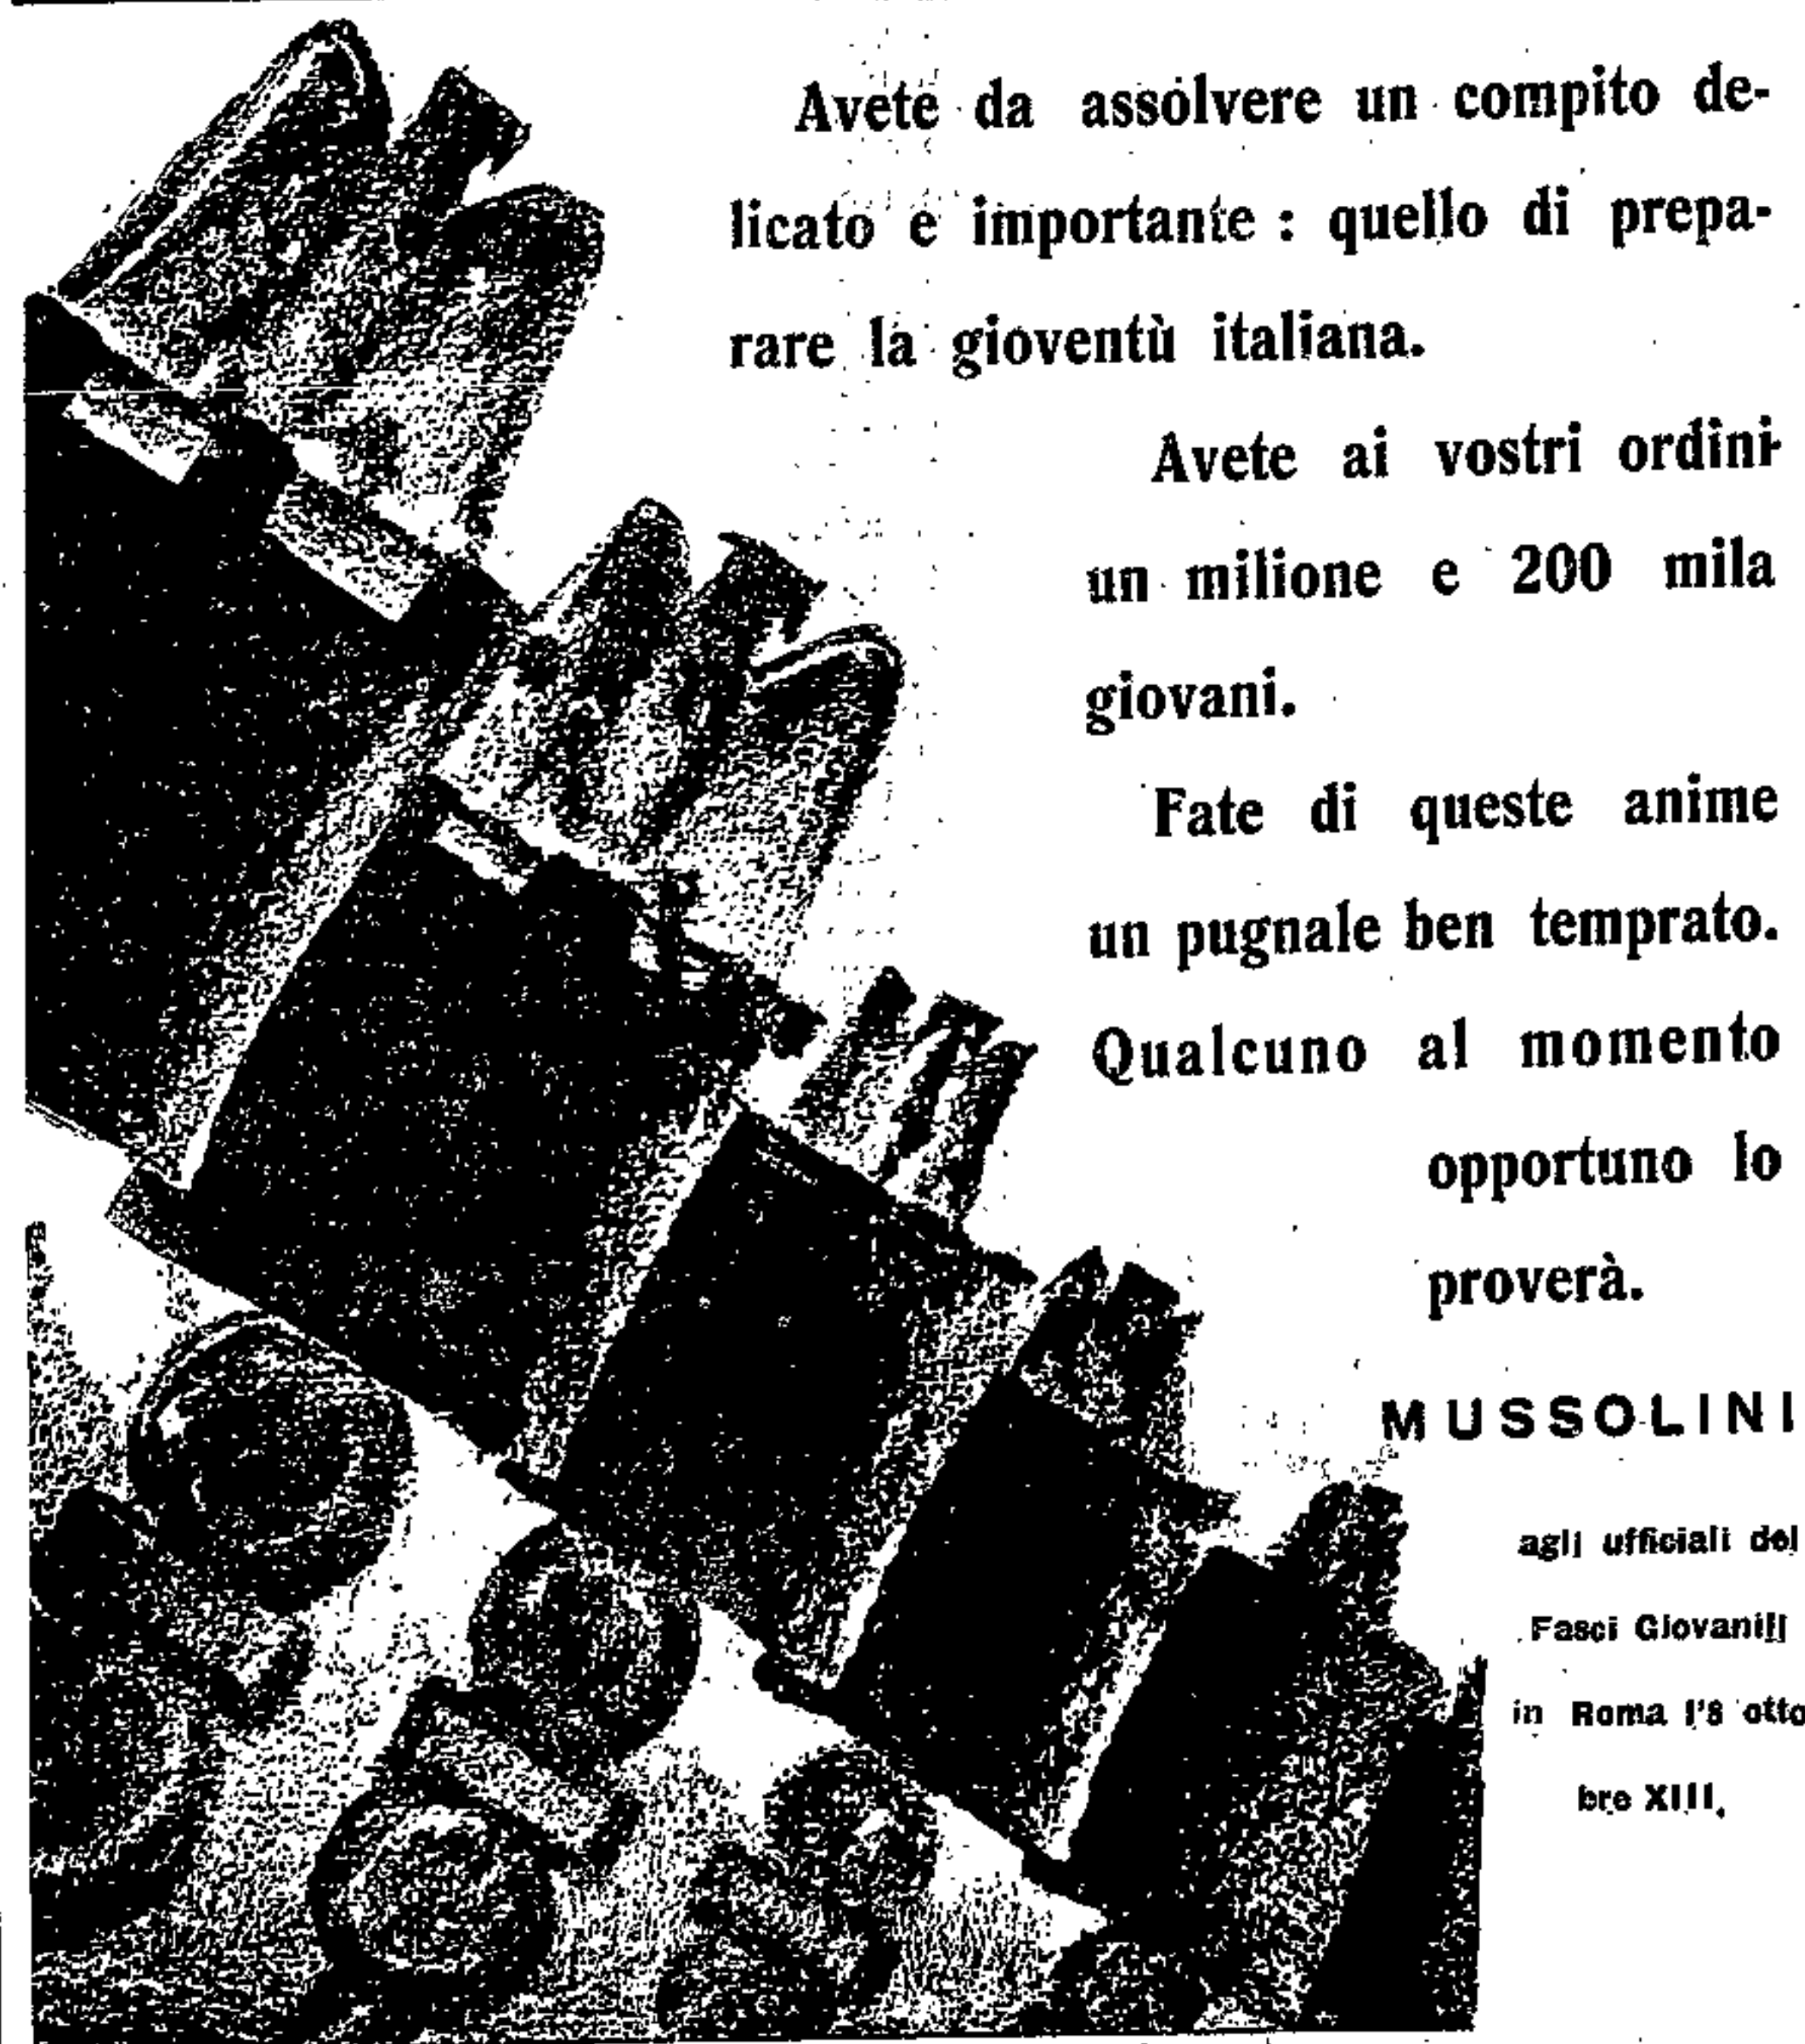 Avete da assolvere un compito de-
licato e importante : quello di prepa-
rare la gioventù italiana.
Avete ai vostri ordini
un milione e 200 mila
giovani.
Fate di queste anime
un pugnale ben temprato.
Qualcuno al momento
opportuno lo
proverà.
MUSSOLINI
agli ufficiali dei
Fasci Giovanili
in Roma l'8 otto
bre XIII.